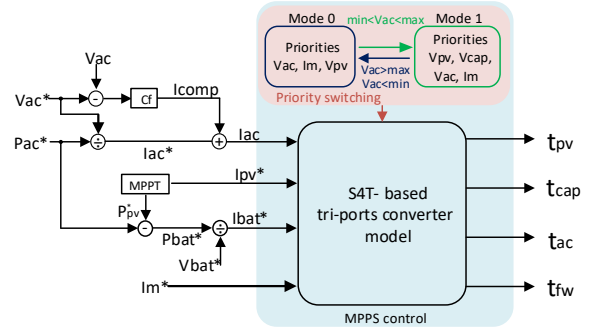 Mode 0
min<Vac<max
Mode 1
Priorities
Vac, Im, Vpv
Vac>max
Vac<min
Priorities
Vpv, Vcap,
Vac, Im
Priority switching
Vac
Vac*
-
Cf
Icomp
Pac*
÷
Iac*
+
Iac
MPPT
Ipv*
P*pv
-
Pbat*
÷
Ibat*
Vbat*
Im*
S4T- based
tri-ports converter
model
tpv
tcap
tac
tfw
MPPS control